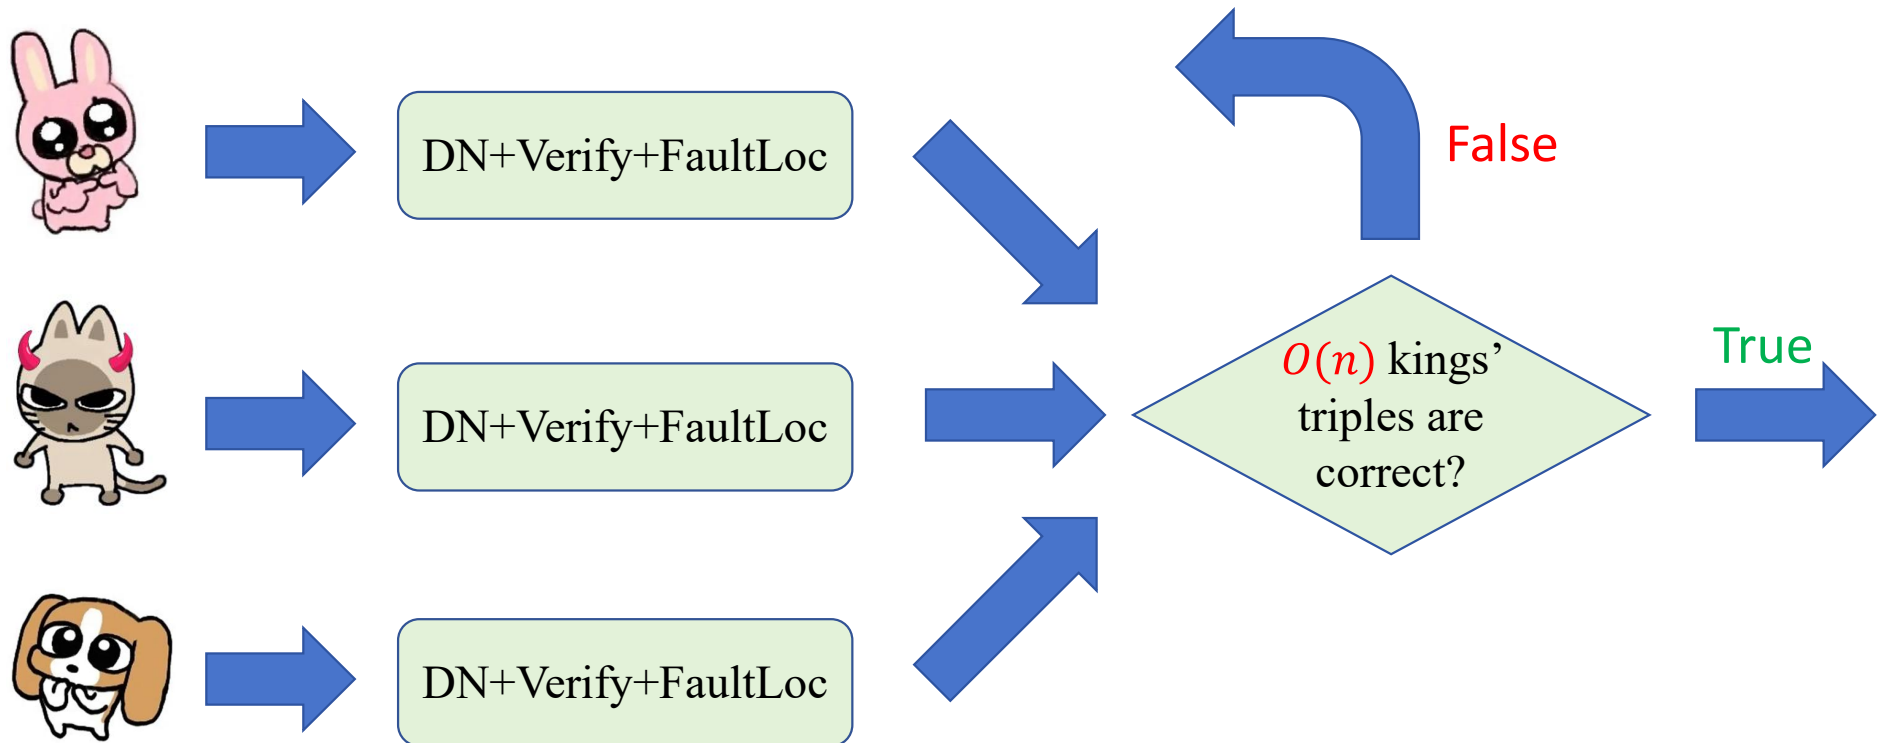 DN+Verify+FaultLoc
False
DN+Verify+FaultLoc
O(n) kings’
triples are
correct?
True
DN+Verify+FaultLoc